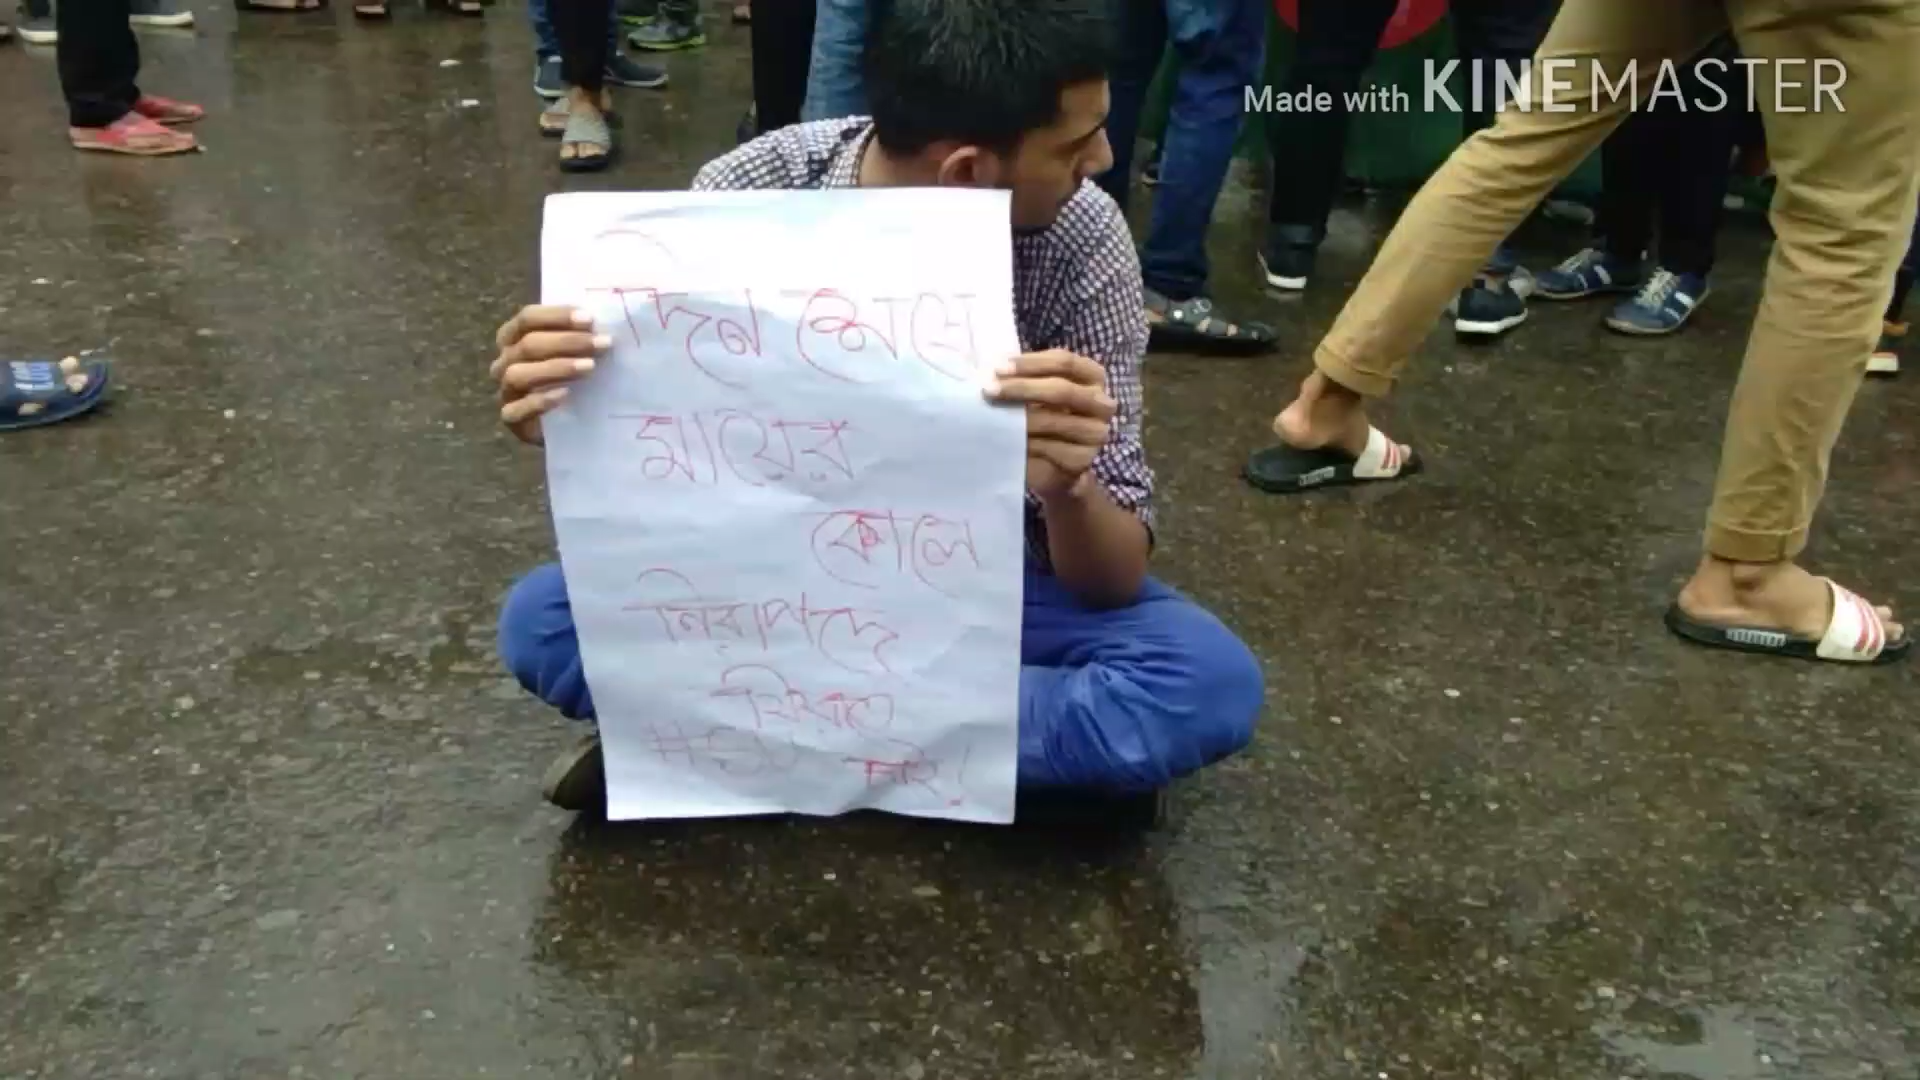 Made with KINEMASTER
দিন শেষে
মায়ের
কোলে
নিরাপদে
ফিরতে
চাই!